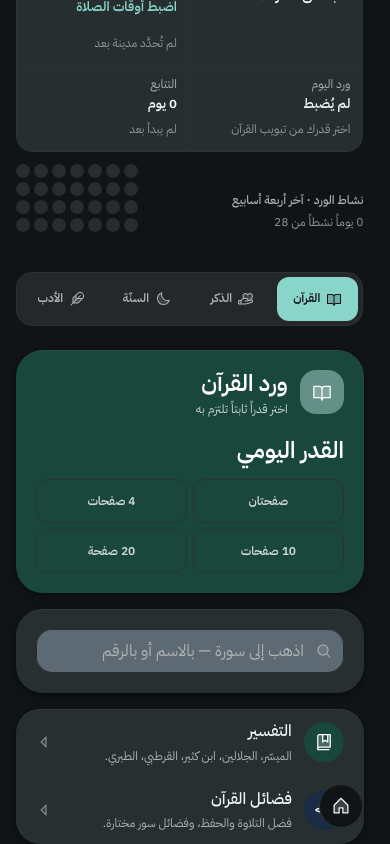 اضبط أوقات الصلاة
لم تُحدَّد مدينة بعد
ورد اليوم
لم يُضبط
اختر قدرك من تبويب القرآن
التتابع
0 يوم
لم يبدأ بعد
نشاط الورد · آخر أربعة أسابيع
0 يوماً نشطاً من 28
القرآن
الذكر
السنّة
الأدب
ورد القرآن
اختر قدراً ثابتاً تلتزم به
القدر اليومي
صفحتان
4 صفحات
10 صفحات
20 صفحة
اذهب إلى سورة — بالاسم أو بالرقم
التفسير
الميسّر، الجلالين، ابن كثير، القرطبي، الطبري.
فضائل القرآن
فضل التلاوة والحفظ، وفضائل سور مختارة.